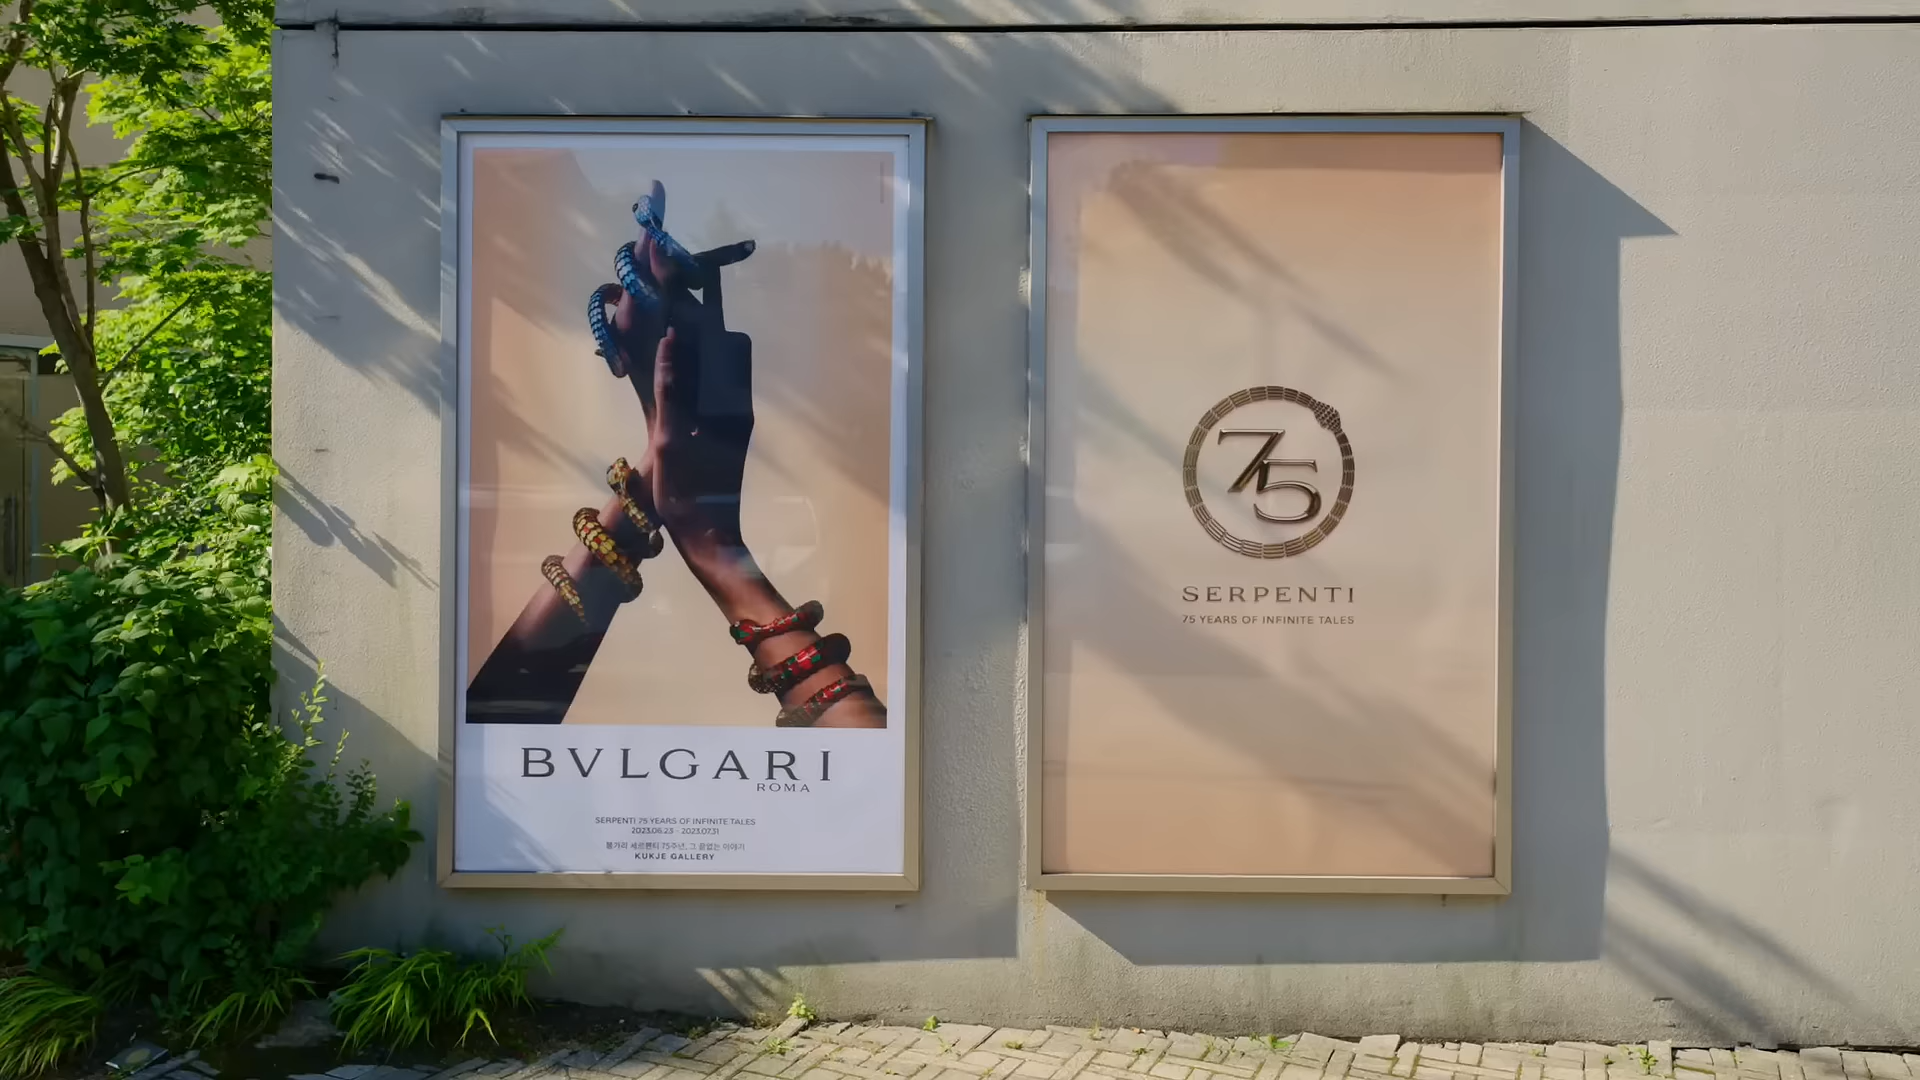 BVLGARI
ROMA
SERPENTI 75 YEARS OF INFINITE TALES
2023.06.23 - 2023.07.31
불가리 세르펜티 75주년, 그 끝없는 이야기
KUKJE GALLERY
75
SERPENTI
75 YEARS OF INFINITE TALES